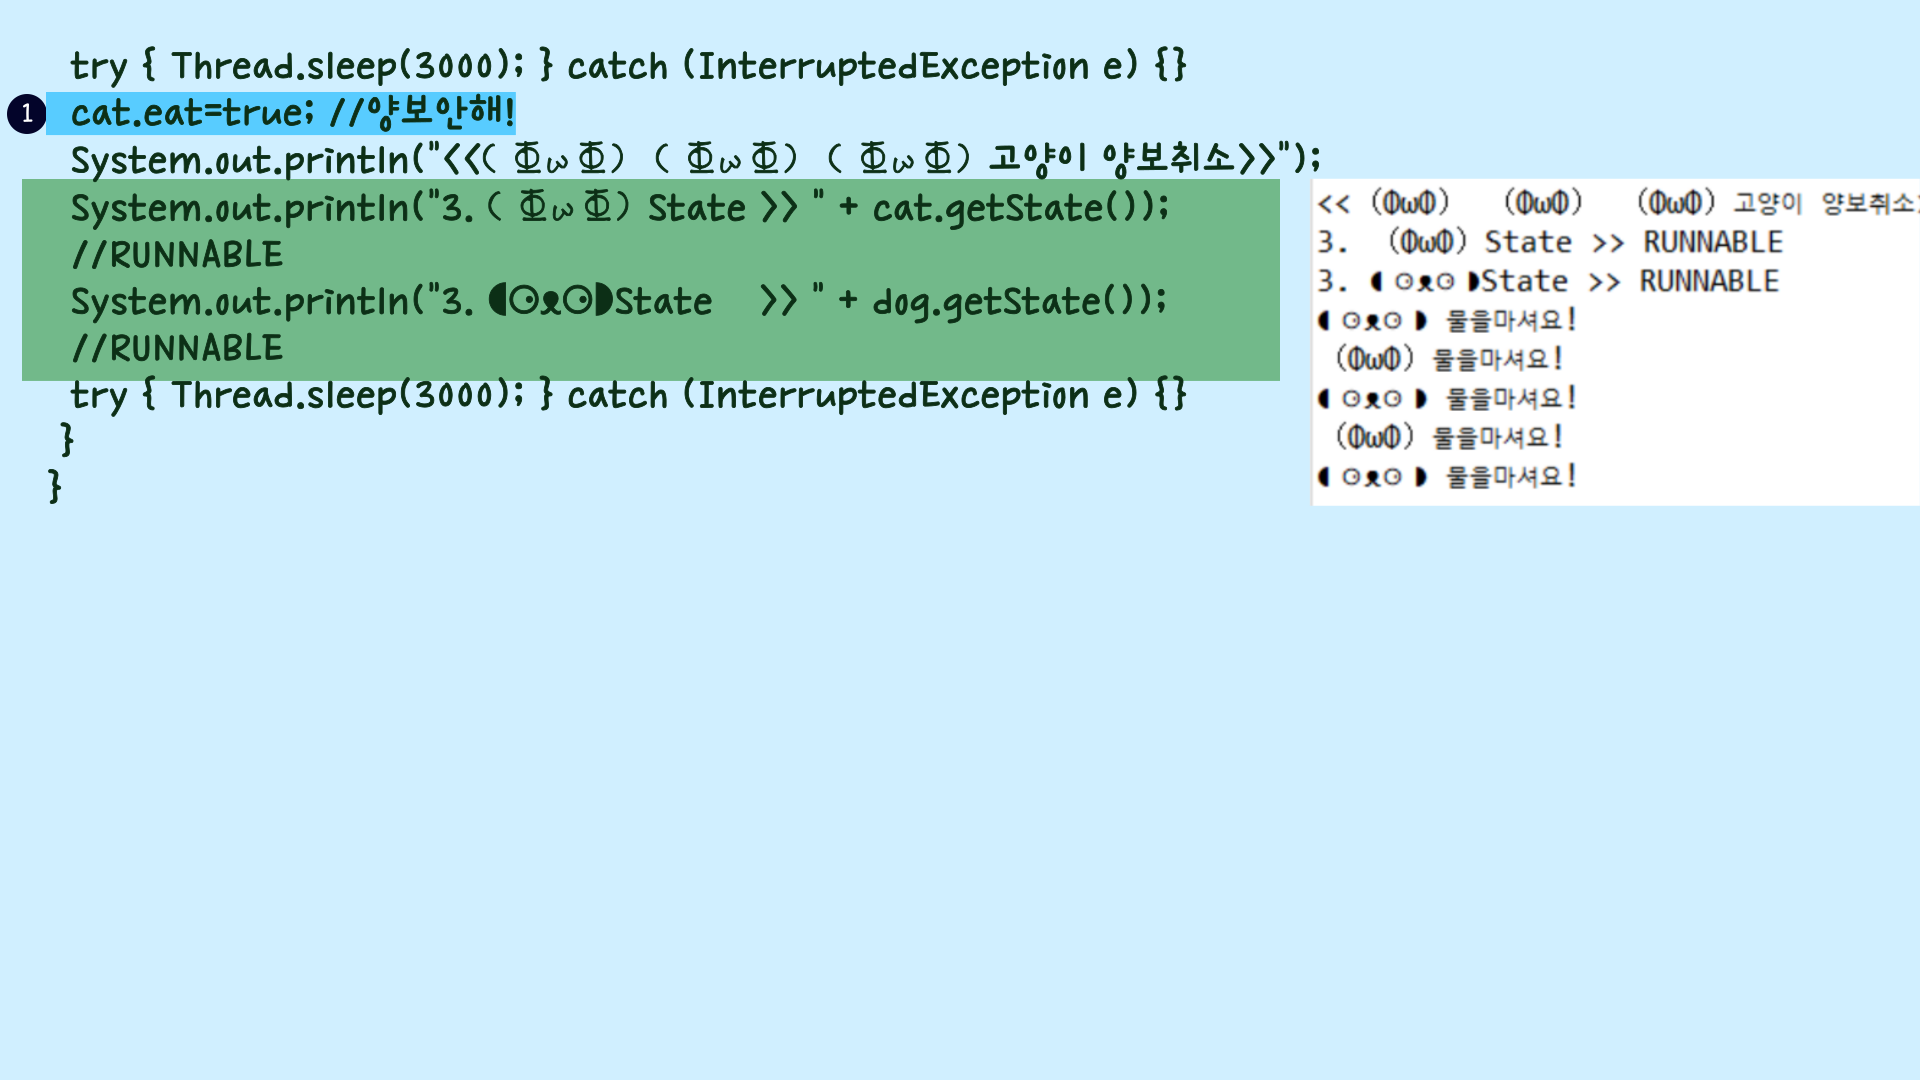 try { Thread.sleep(3000); } catch (InterruptedException e) {}
1 cat.eat=true; //양보안해!
System.out.println("<<( ΦωΦ) ( ΦωΦ) ( ΦωΦ) 고양이 양보취소>>");
System.out.println("3. ( ΦωΦ) State >> " + cat.getState());
//RUNNABLE
System.out.println("3. ◖⚆ᴥ⚆◗State >> " + dog.getState());
//RUNNABLE
try { Thread.sleep(3000); } catch (InterruptedException e) {}
}
}
<< (ΦωΦ) (ΦωΦ) (ΦωΦ) 고양이 양보취소
3. (ΦωΦ) State >> RUNNABLE
3. ◖⚆ᴥ⚆◗State >> RUNNABLE
◖⚆ᴥ⚆◗ 물을마셔요!
(ΦωΦ) 물을마셔요!
◖⚆ᴥ⚆◗ 물을마셔요!
(ΦωΦ) 물을마셔요!
◖⚆ᴥ⚆◗ 물을마셔요!